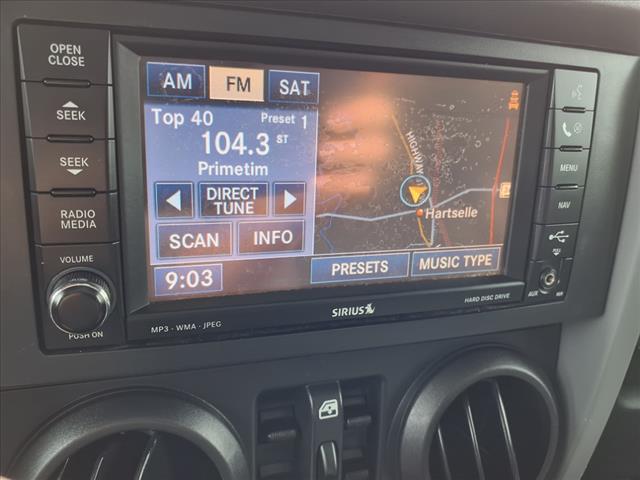 OPEN
CLOSE
SEEK
SEEK
RADIO
MEDIA
VOLUME
PUSH ON
AM
FM
SAT
Top 40
Preset 1
104.3 ST
Primetim
DIRECT
TUNE
SCAN
INFO
9:03
HIGHWAY
Hartselle
PRESETS
MUSIC TYPE
MP3 · WMA · JPEG
SIRIUS
HARD DISC DRIVE
MENU
NAV
PULL
AUX